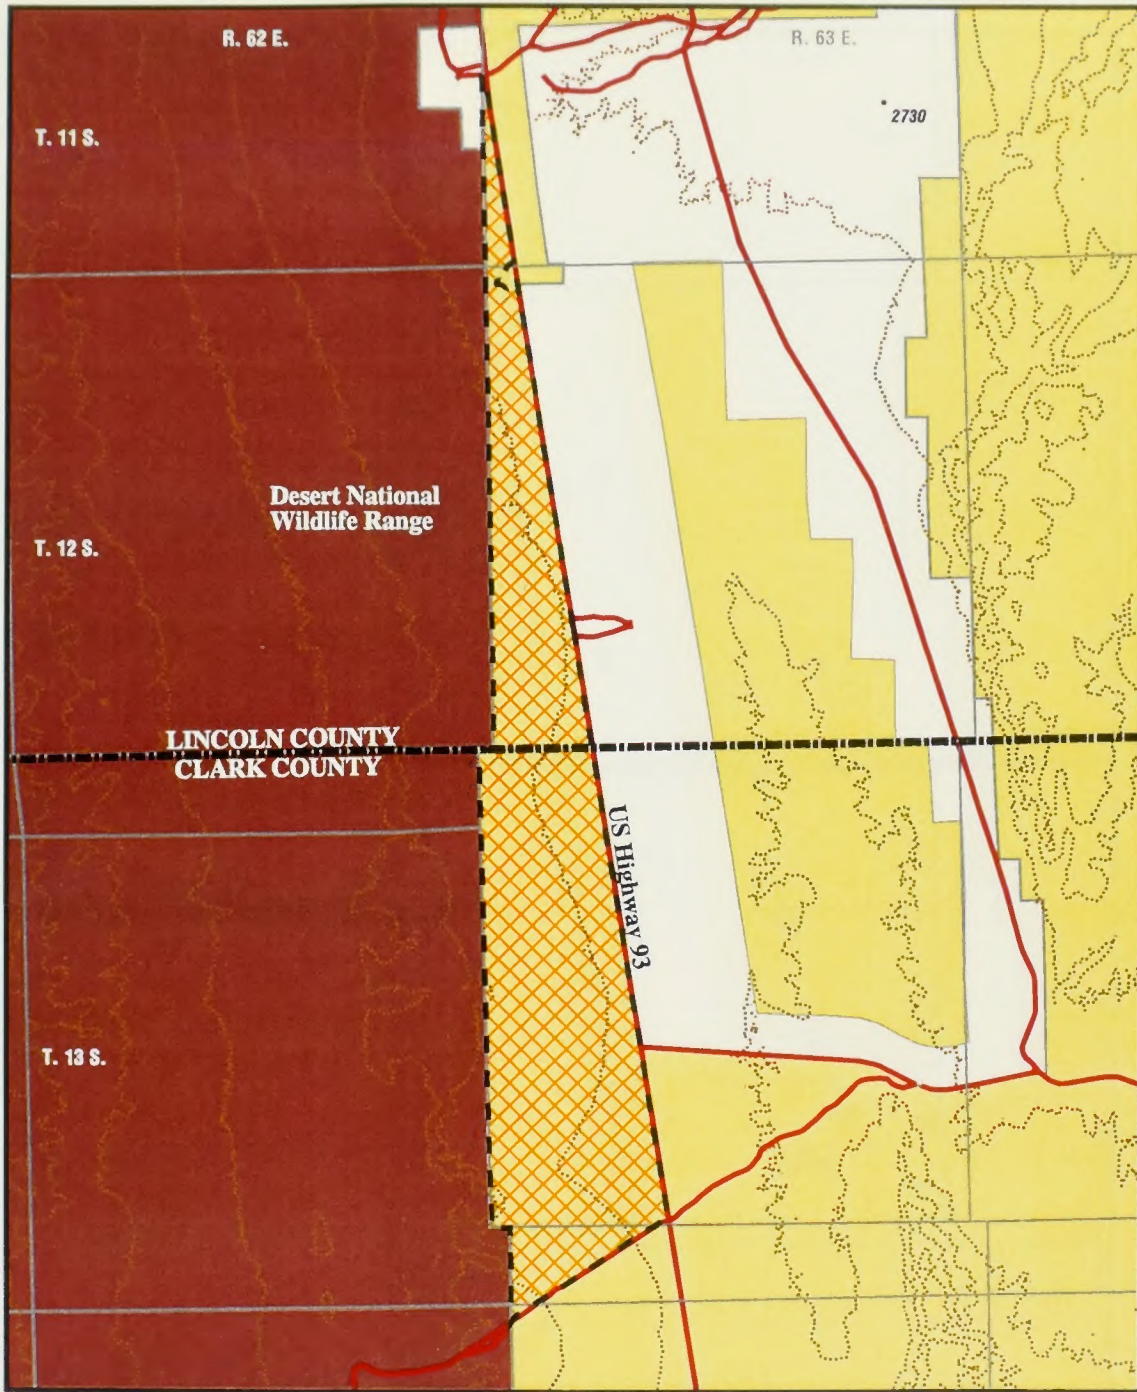 R. 62 E.
R. 63 E.
2730
T. 11 S.
Desert National
Wildlife Range
T. 12 S.
LINCOLN COUNTY
CLARK COUNTY
US Highway 93
T. 13 S.